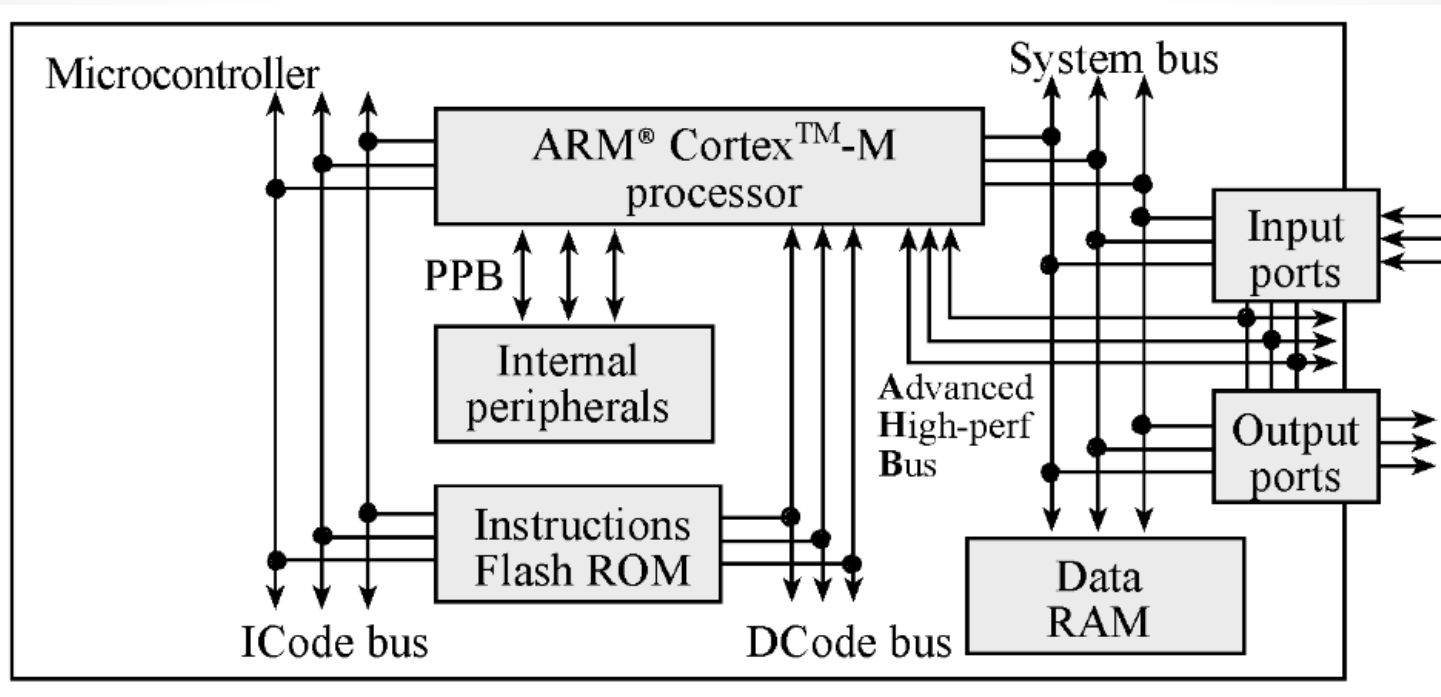 Microcontroller
System bus
ARM® Cortex™-M
processor
Input
ports
PPB
Internal
peripherals
Advanced
High-perf
Bus
Output
ports
Instructions
Flash ROM
Data
RAM
ICode bus
DCode bus